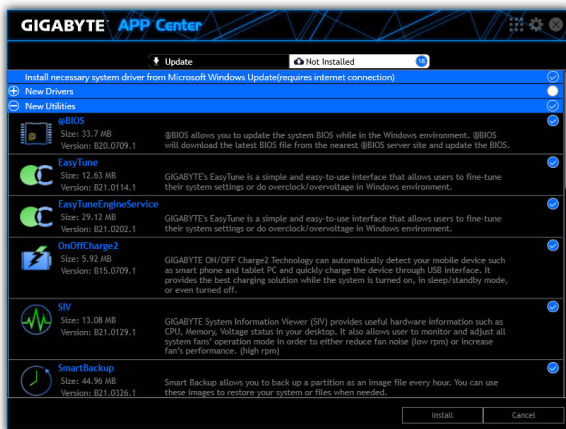 GIGABYTE APP Center
Update
Not Installed
18
Install necessary system driver from Microsoft Windows Update(requires internet connection)
New Drivers
New Utilities
@BIOS
Size: 33.7 MB
Version: B20.0709.1
@BIOS allows you to update the system BIOS while in the Windows environment. @BIOS
will download the latest BIOS file from the nearest @BIOS server site and update the BIOS.
EasyTune
Size: 12.63 MB
Version: B21.0114.1
GIGABYTE's EasyTune is a simple and easy-to-use interface that allows users to fine-tune
their system settings or do overclock/overvoltage in Windows environment.
EasyTuneEngineService
Size: 29.12 MB
Version: B21.0202.1
GIGABYTE's EasyTune is a simple and easy-to-use interface that allows users to fine-tune
their system settings or do overclock/overvoltage in Windows environment.
OnOffCharge2
Size: 5.92 MB
Version: B15.0709.1
GIGABYTE ON/OFF Charge2 Technology can automatically detect your mobile device such
as smart phone and tablet PC and quickly charge the device through USB interface. It
provides the best charging solution while the system is turned on, in sleep/standby mode,
or even turned off.
SIV
Size: 13.08 MB
Version: B21.0129.1
GIGABYTE System Information Viewer (SIV) provides useful hardware information such as
CPU, Memory, Voltage status in your desktop. It also allows user to monitor and adjust all
system fans' operation mode in order to either reduce fan noise (low rpm) or increase
fan's performance. (high rpm)
SmartBackup
Size: 44.96 MB
Version: B21.0326.1
Smart Backup allows you to back up a partition as an image file every hour. You can use
these images to restore your system or files when needed.
Install
Cancel